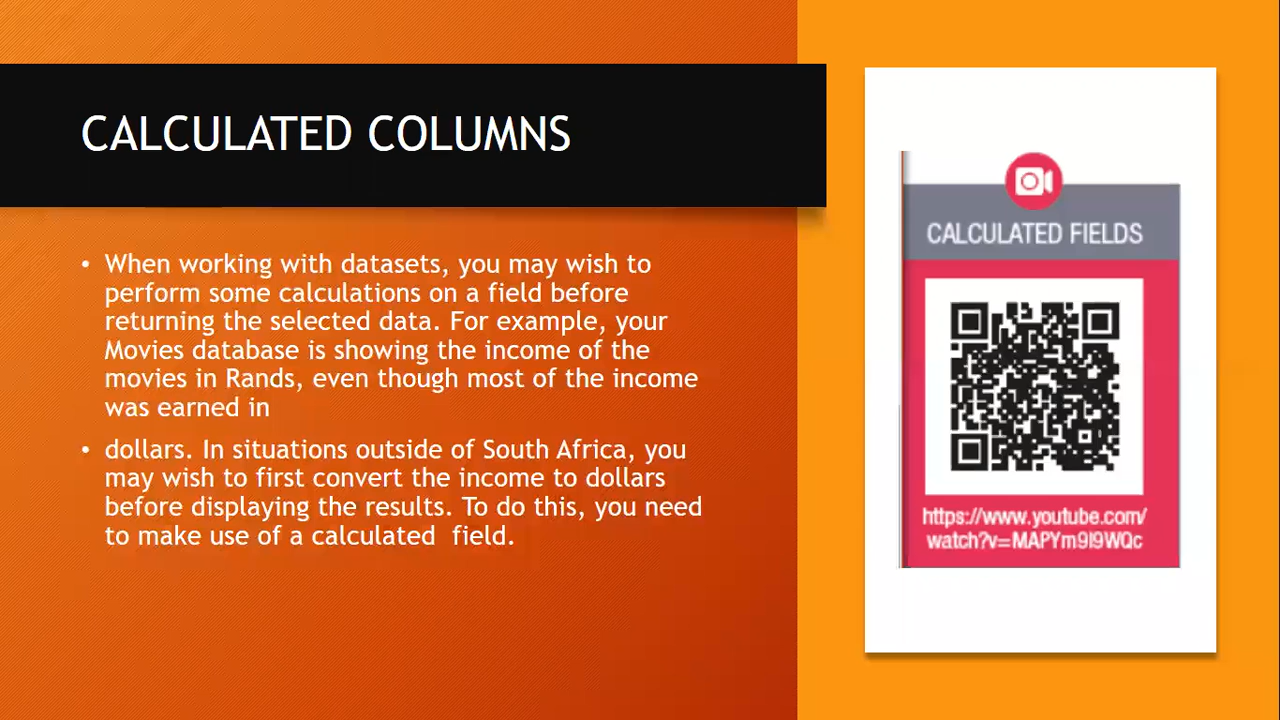 CALCULATED COLUMNS
• When working with datasets, you may wish to
perform some calculations on a field before
returning the selected data. For example, your
Movies database is showing the income of the
movies in Rands, even though most of the income
was earned in
• dollars. In situations outside of South Africa, you
may wish to first convert the income to dollars
before displaying the results. To do this, you need
to make use of a calculated  field.
CALCULATED FIELDS
https://www.youtube.com/
watch?v=MAPYm9l9WQc